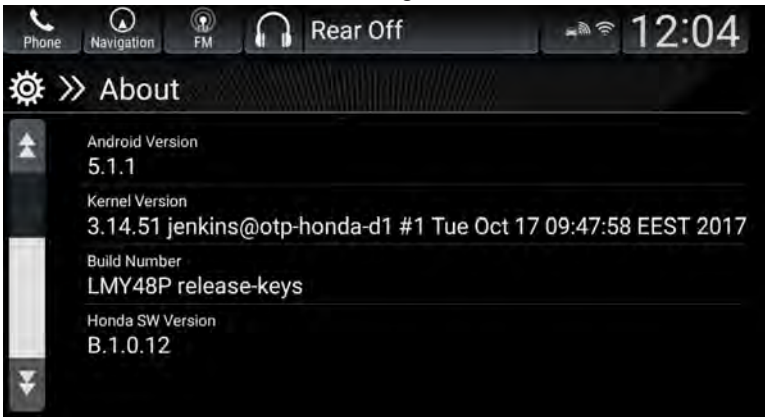 Phone
Navigation
FM
Rear Off
12:04
About
Android Version
5.1.1
Kernel Version
3.14.51 jenkins@otp-honda-d1 #1 Tue Oct 17 09:47:58 EEST 2017
Build Number
LMY48P release-keys
Honda SW Version
B.1.0.12